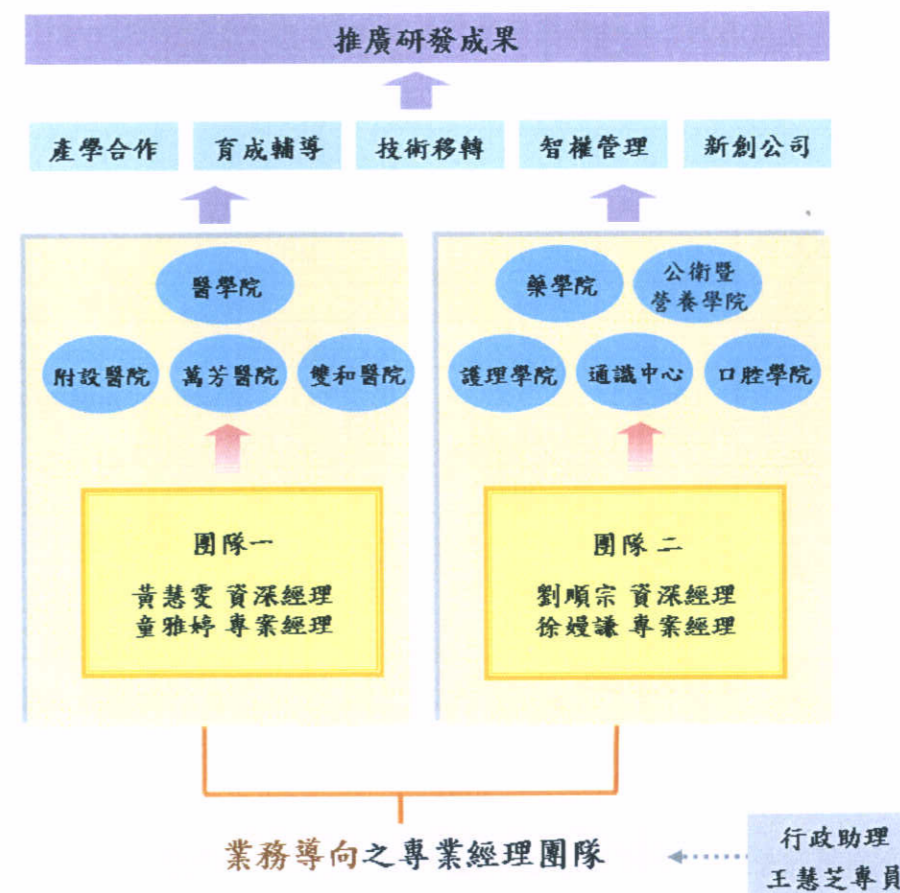 推廣研發成果
產學合作
育成輔導
技術移轉
智權管理
新創公司
醫學院
附設醫院
萬芳醫院
雙和醫院
藥學院
公衛暨
營養學院
護理學院
通識中心
口腔學院
團隊一
黃慧雯 資深經理
童雅婷 專案經理
團隊二
劉順宗 資深經理
徐嫚謙 專案經理
業務導向之專業經理團隊
行政助理
王慧芝專員